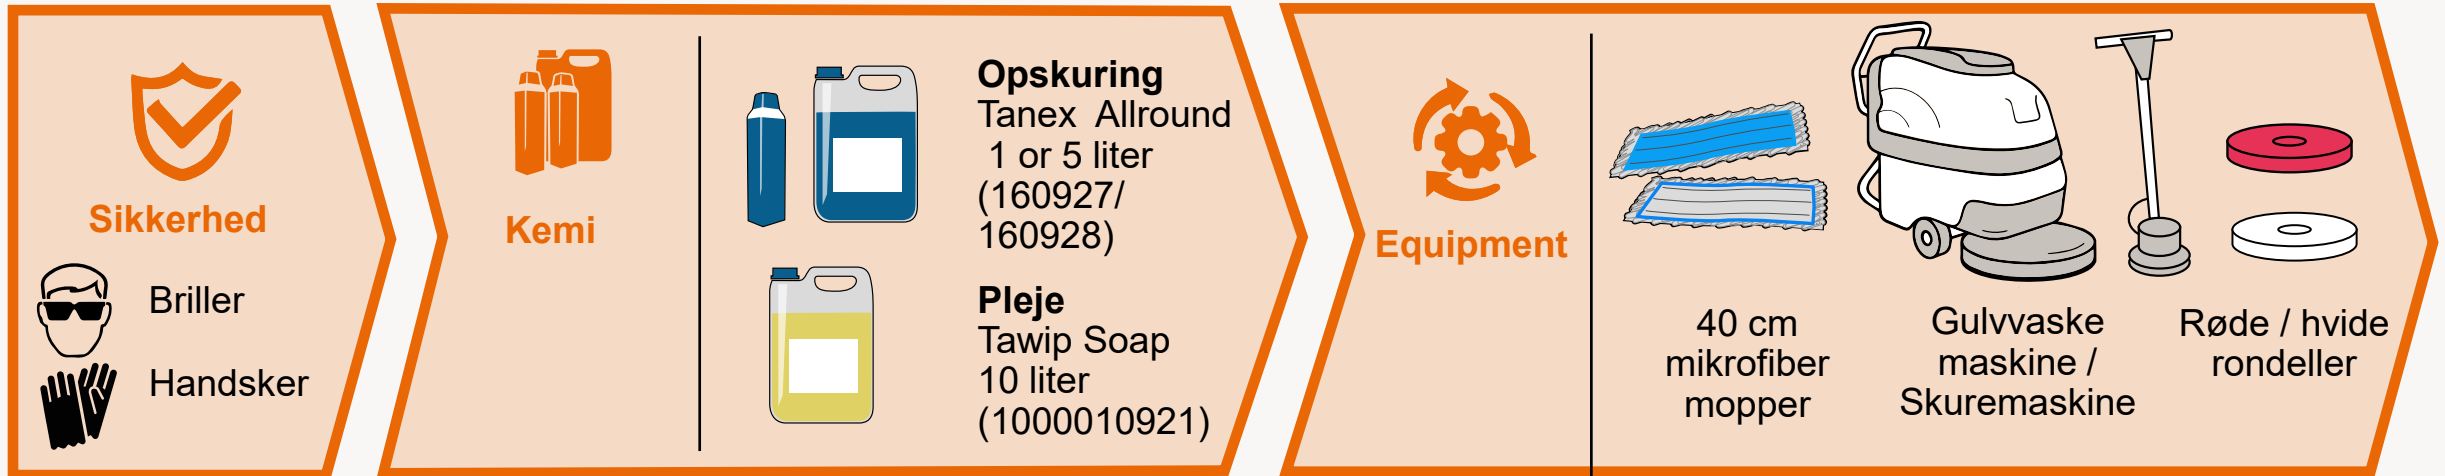 Sikkerhed
Briller
Handsker
Kemi
Opskuring
Tanex Allround
1 or 5 liter
(160927/
160928)
Pleje
Tawip Soap
10 liter
(1000010921)
Equipment
40 cm
mikrofiber
mopper
Gulvvaske
maskine /
Skuremaskine
Røde / hvide
rondeller